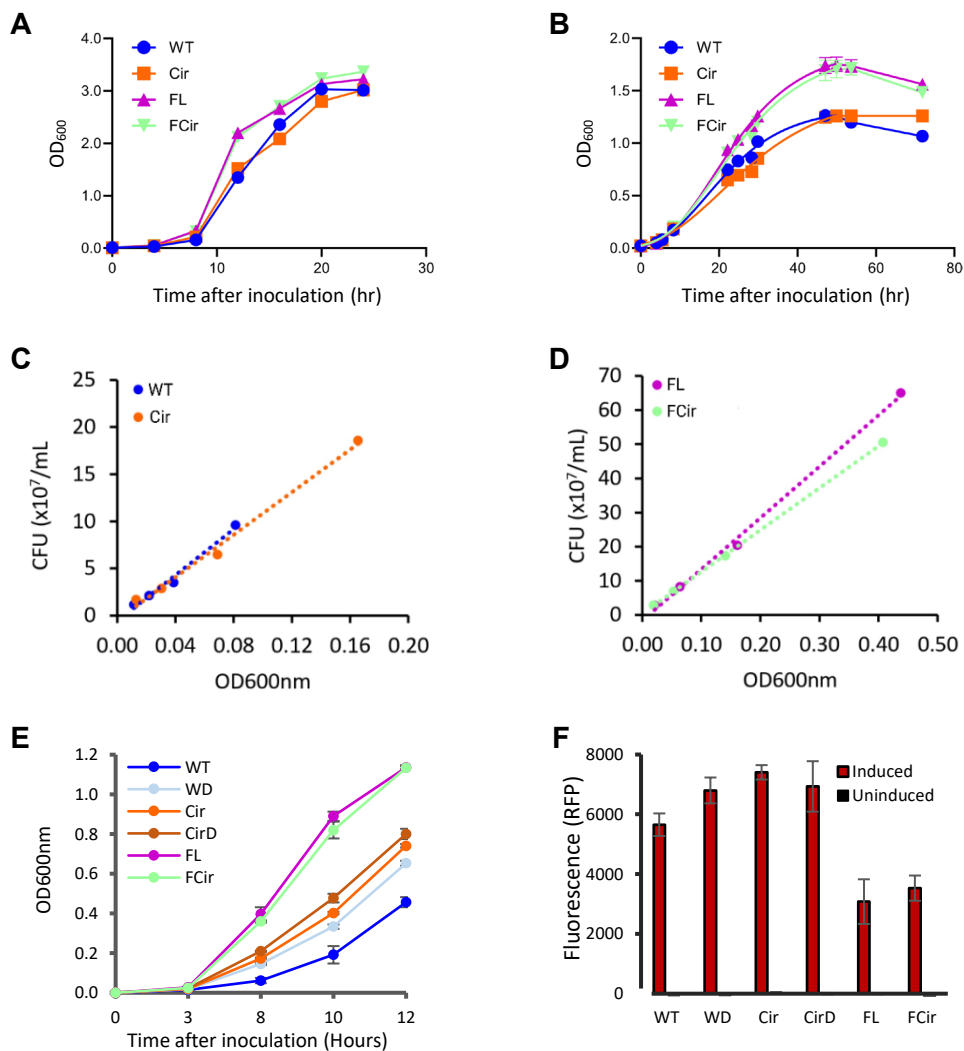 A
4.0
3.0
2.0
1.0
0.0
OD600
WT
Cir
FL
FCir
0 10 20 30
Time after inoculation (hr)
B
2.0
1.5
1.0
0.5
0.0
OD600
WT
Cir
FL
FCir
0 20 40 60 80
Time after inoculation (hr)
C
25
20
15
10
5
0
CFU (x10⁷/mL)
WT
Cir
0.00 0.04 0.08 0.12 0.16 0.20
OD600nm
D
70
60
50
40
30
20
10
0
CFU (x10⁷/mL)
FL
FCir
0.00 0.10 0.20 0.30 0.40 0.50
OD600nm
E
1.2
1.0
0.8
0.6
0.4
0.2
0.0
OD600nm
WT
WD
Cir
CirD
FL
FCir
0 3 8 10 12
Time after inoculation (Hours)
F
8000
6000
4000
2000
0
Fluorescence (RFP)
Induced
Uninduced
WT WD Cir CirD FL FCir